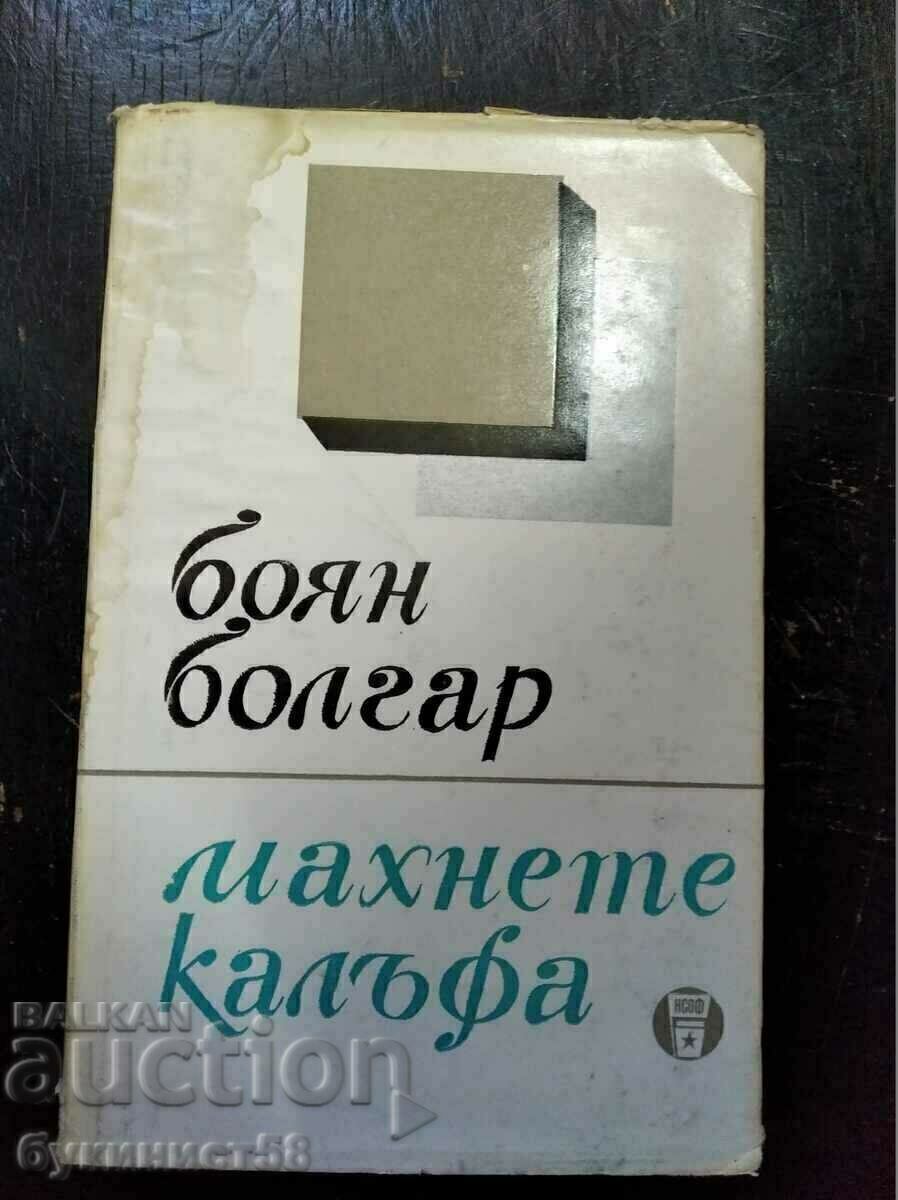 боян
болгар
махнете
калъфа
НСОФ
BALKAN
auction
букинист-58